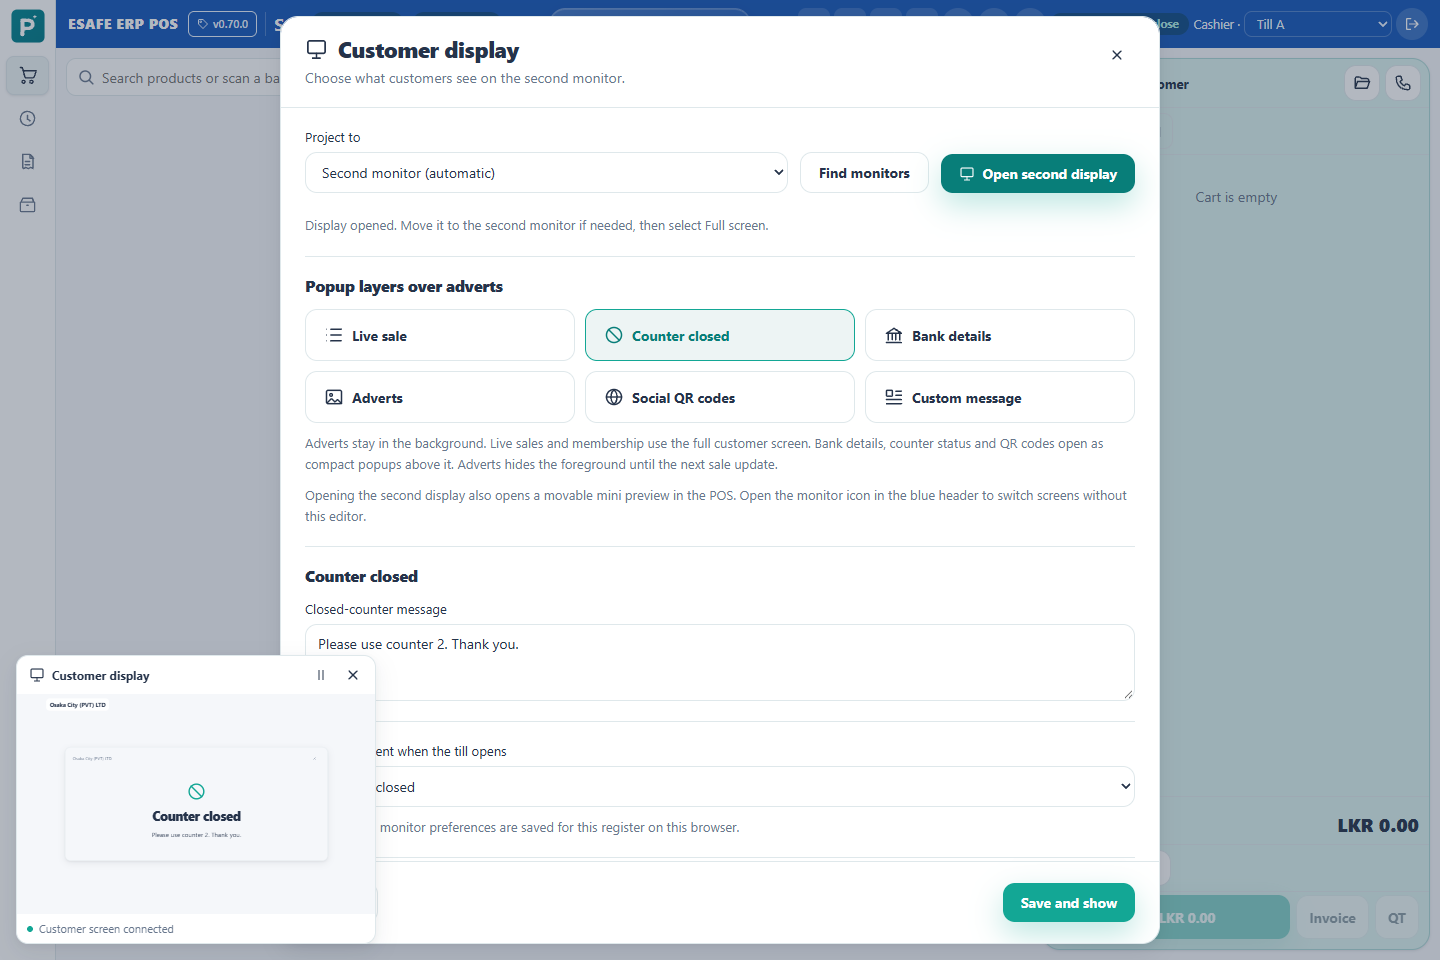 P
ESAFE ERP POS
v0.70.0
S
lose
Cashier ·
Till A
Search products or scan a ba
omer
Cart is empty
Customer display
Choose what customers see on the second monitor.
Project to
Second monitor (automatic)
Find monitors
Open second display
Display opened. Move it to the second monitor if needed, then select Full screen.
Popup layers over adverts
Live sale
Counter closed
Bank details
Adverts
Social QR codes
Custom message
Adverts stay in the background. Live sales and membership use the full customer screen. Bank details, counter status and QR codes open as
compact popups above it. Adverts hides the foreground until the next sale update.
Opening the second display also opens a movable mini preview in the POS. Open the monitor icon in the blue header to switch screens without
this editor.
Counter closed
Closed-counter message
Please use counter 2. Thank you.
ent when the till opens
closed
monitor preferences are saved for this register on this browser.
Save and show
Customer display
Osaka City (PVT) LTD
Osaka City (PVT) LTD
Counter closed
Please use counter 2. Thank you.
Customer screen connected
LKR 0.00
LKR 0.00
Invoice
QT